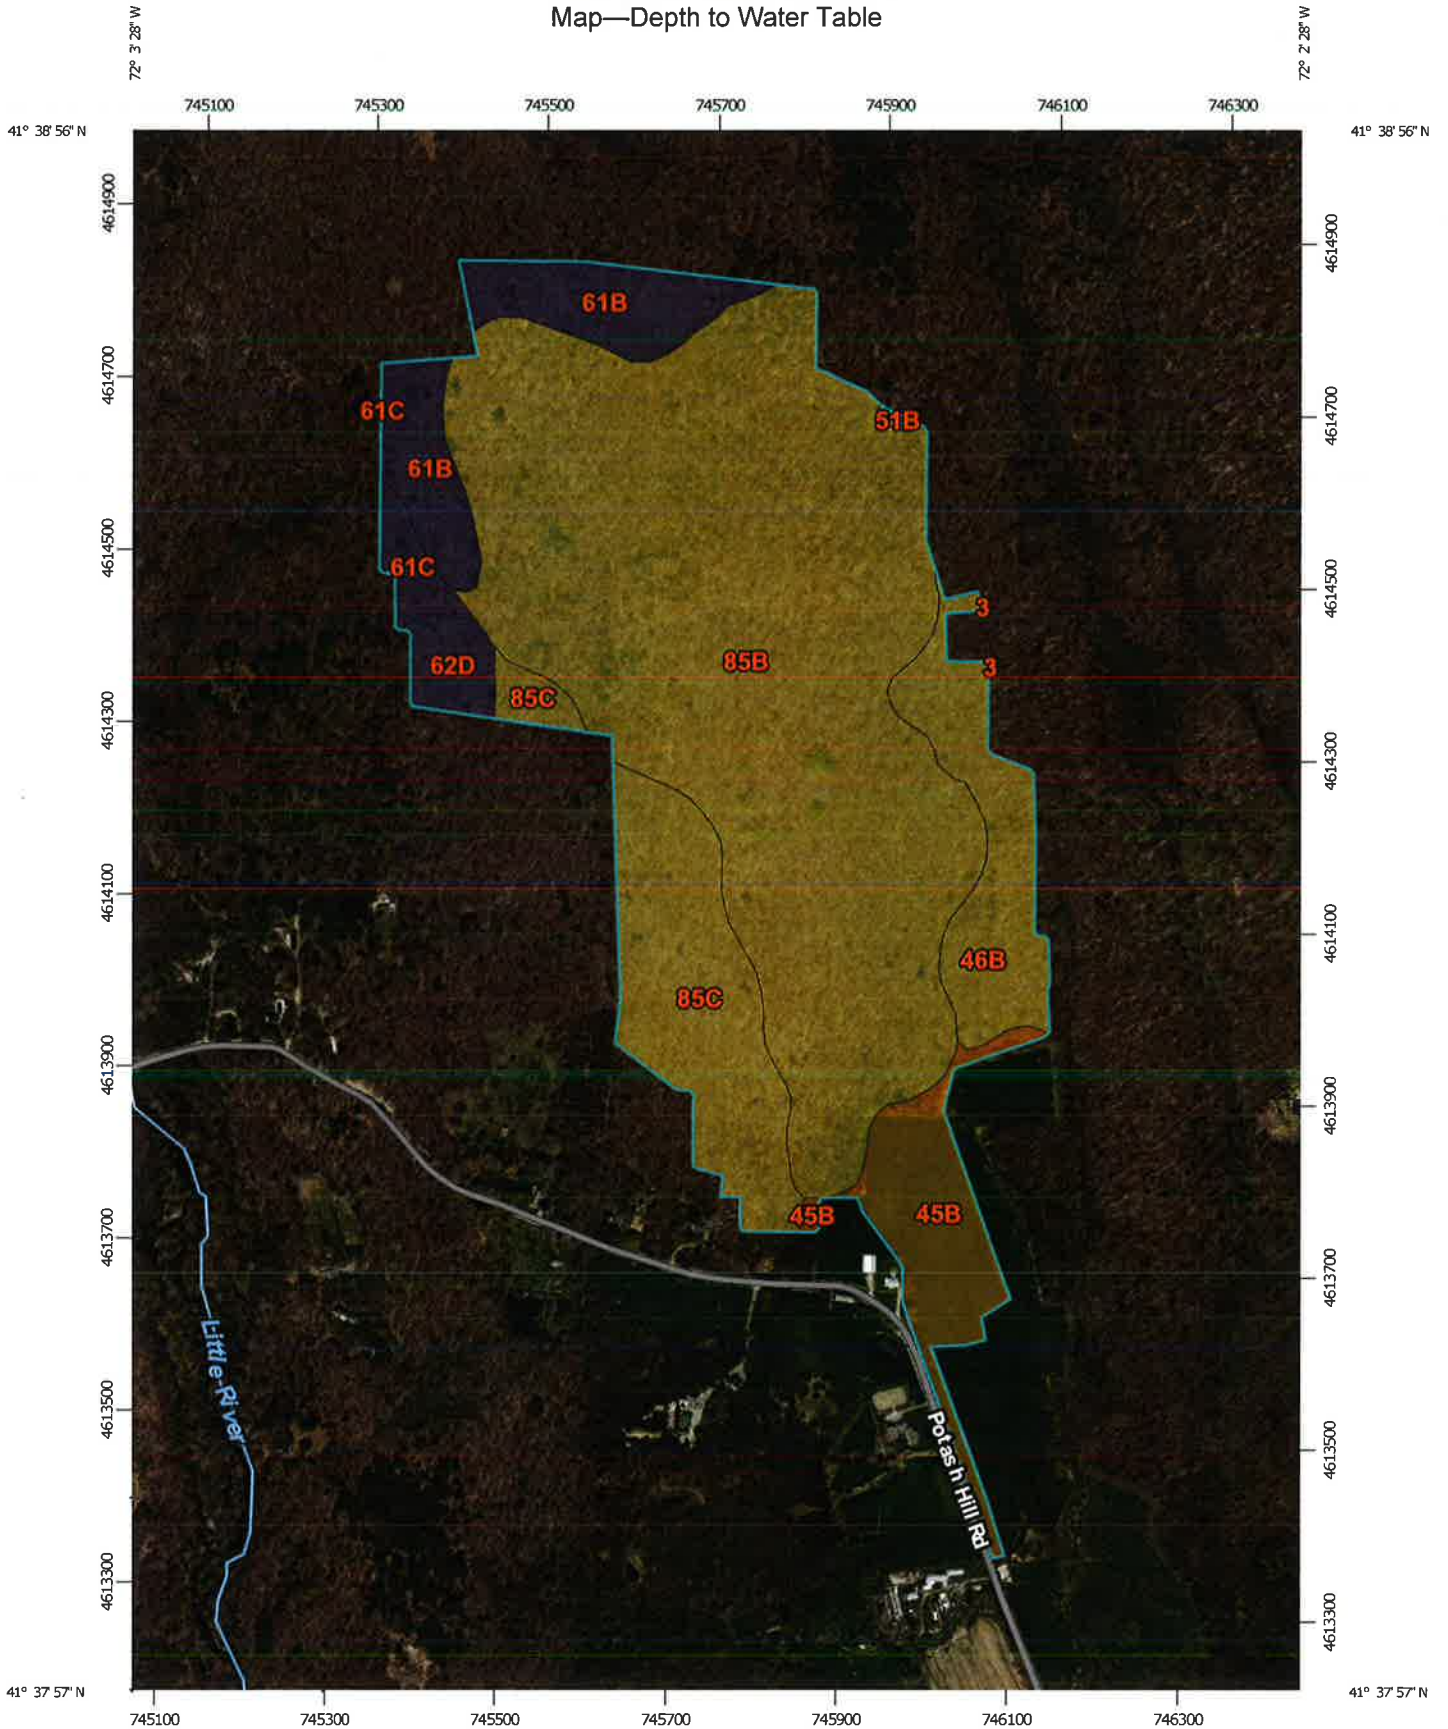 Map—Depth to Water Table
72° 3' 28" W
72° 2' 28" W
745100 745300 745500 745700 745900 746100 746300
41° 38' 56" N
41° 38' 56" N
4614900
4614900
61B
4614700
61C
51B
4614700
61B
4614500
61C
4614500
3
85B
62D
3
85C
4614300
4614300
4614100
4614100
46B
85C
4613900
4613900
45B
45B
4613700
4613700
Little River
4613500
Potash Hill Rd
4613500
4613300
4613300
41° 37' 57" N
41° 37' 57" N
745100 745300 745500 745700 745900 746100 746300